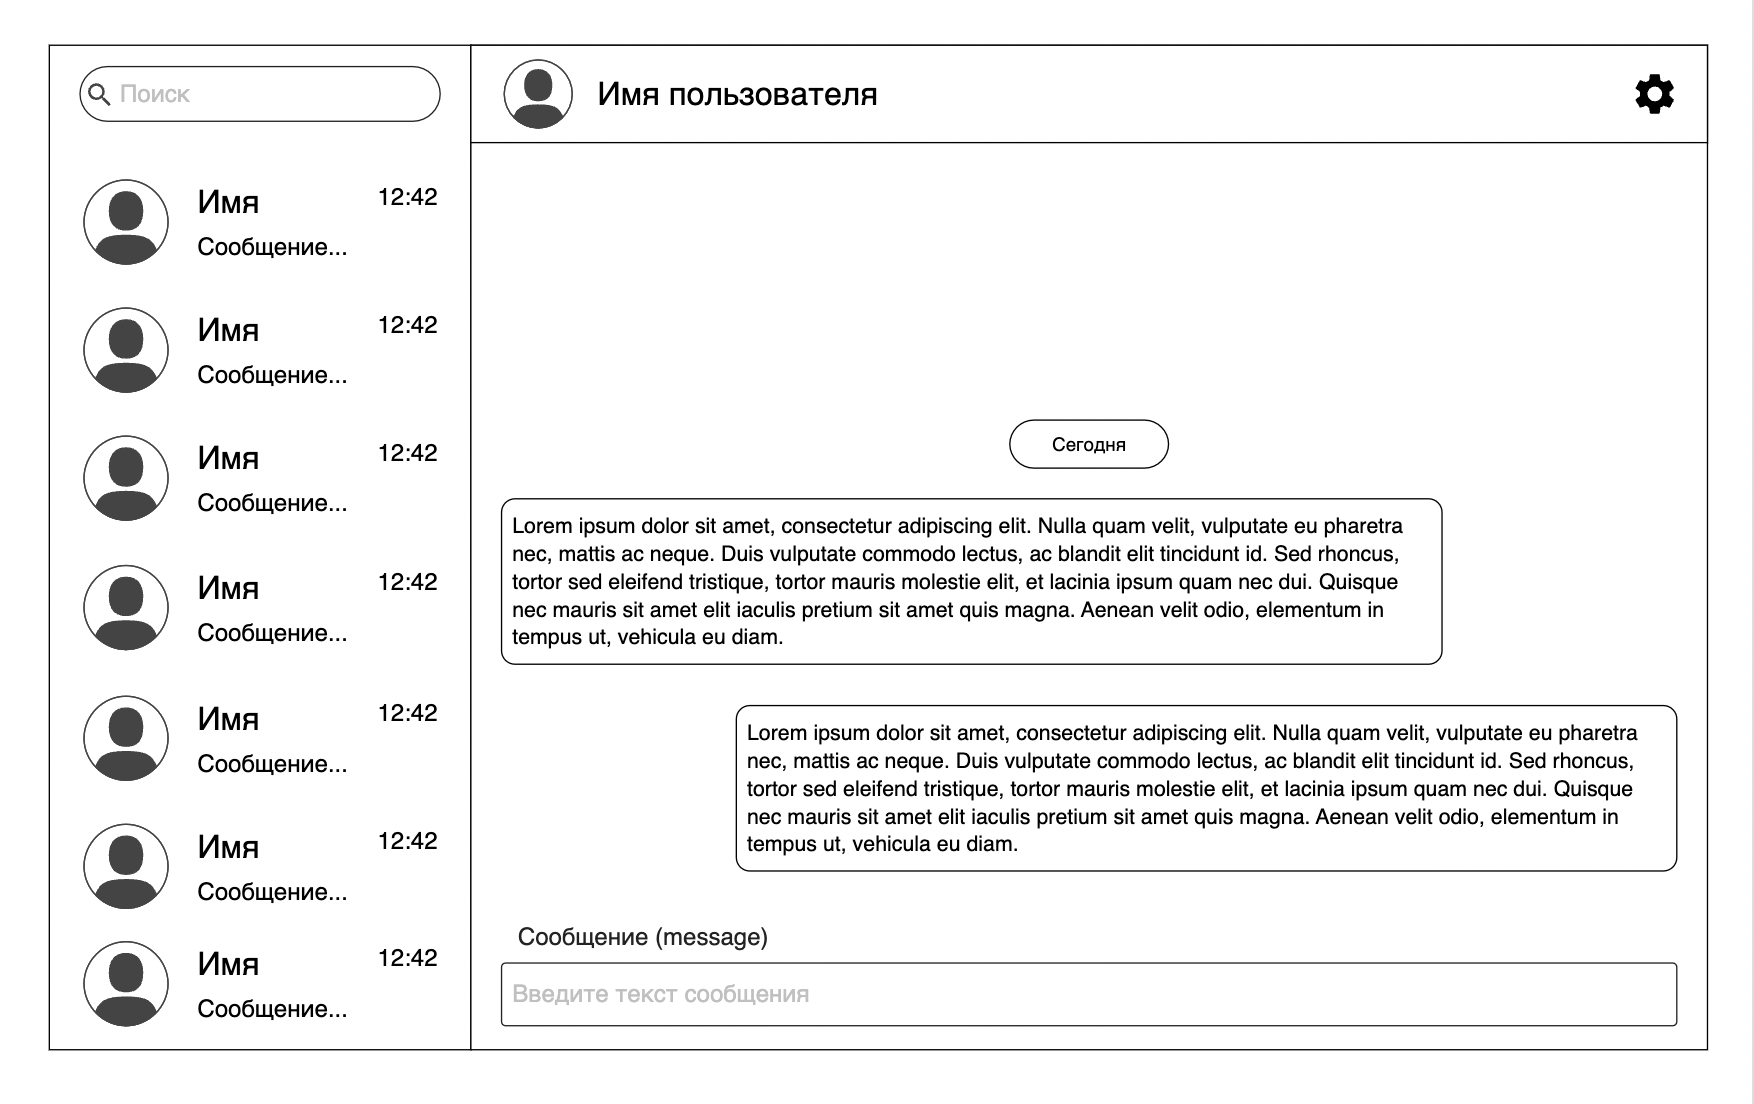 Поиск
Имя
12:42
Сообщение...
Имя
12:42
Сообщение...
Имя
12:42
Сообщение...
Имя
12:42
Сообщение...
Имя
12:42
Сообщение...
Имя
12:42
Сообщение...
Имя
12:42
Сообщение...
Имя пользователя
Сегодня
Lorem ipsum dolor sit amet, consectetur adipiscing elit. Nulla quam velit, vulputate eu pharetra
nec, mattis ac neque. Duis vulputate commodo lectus, ac blandit elit tincidunt id. Sed rhoncus,
tortor sed eleifend tristique, tortor mauris molestie elit, et lacinia ipsum quam nec dui. Quisque
nec mauris sit amet elit iaculis pretium sit amet quis magna. Aenean velit odio, elementum in
tempus ut, vehicula eu diam.
Lorem ipsum dolor sit amet, consectetur adipiscing elit. Nulla quam velit, vulputate eu pharetra
nec, mattis ac neque. Duis vulputate commodo lectus, ac blandit elit tincidunt id. Sed rhoncus,
tortor sed eleifend tristique, tortor mauris molestie elit, et lacinia ipsum quam nec dui. Quisque
nec mauris sit amet elit iaculis pretium sit amet quis magna. Aenean velit odio, elementum in
tempus ut, vehicula eu diam.
Сообщение (message)
Введите текст сообщения